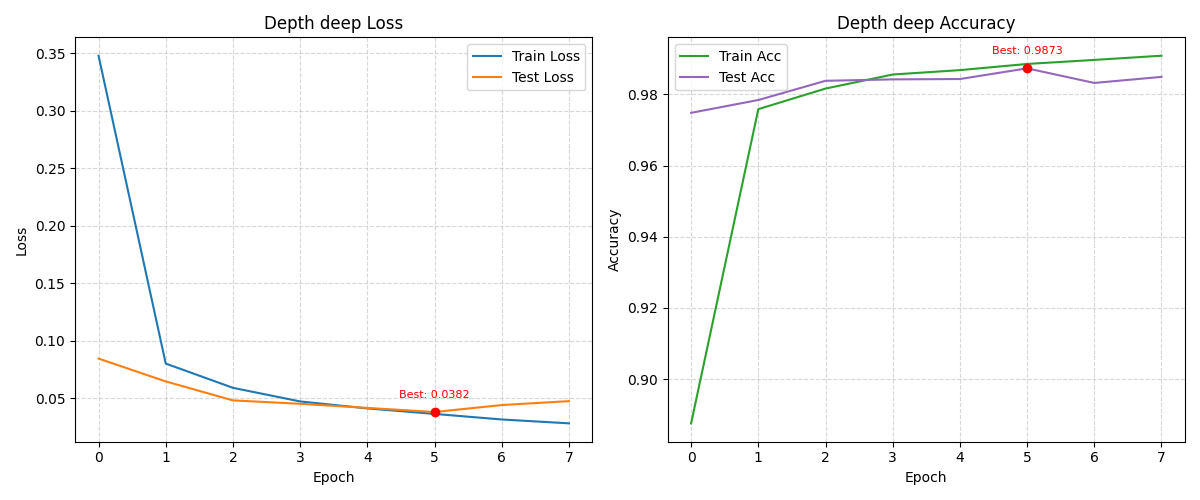 Depth deep Loss
Loss
0.35
0.30
0.25
0.20
0.15
0.10
0.05
Train Loss
Test Loss
Best: 0.0382
0 1 2 3 4 5 6 7
Epoch
Depth deep Accuracy
Accuracy
0.98
0.96
0.94
0.92
0.90
Train Acc
Test Acc
Best: 0.9873
0 1 2 3 4 5 6 7
Epoch